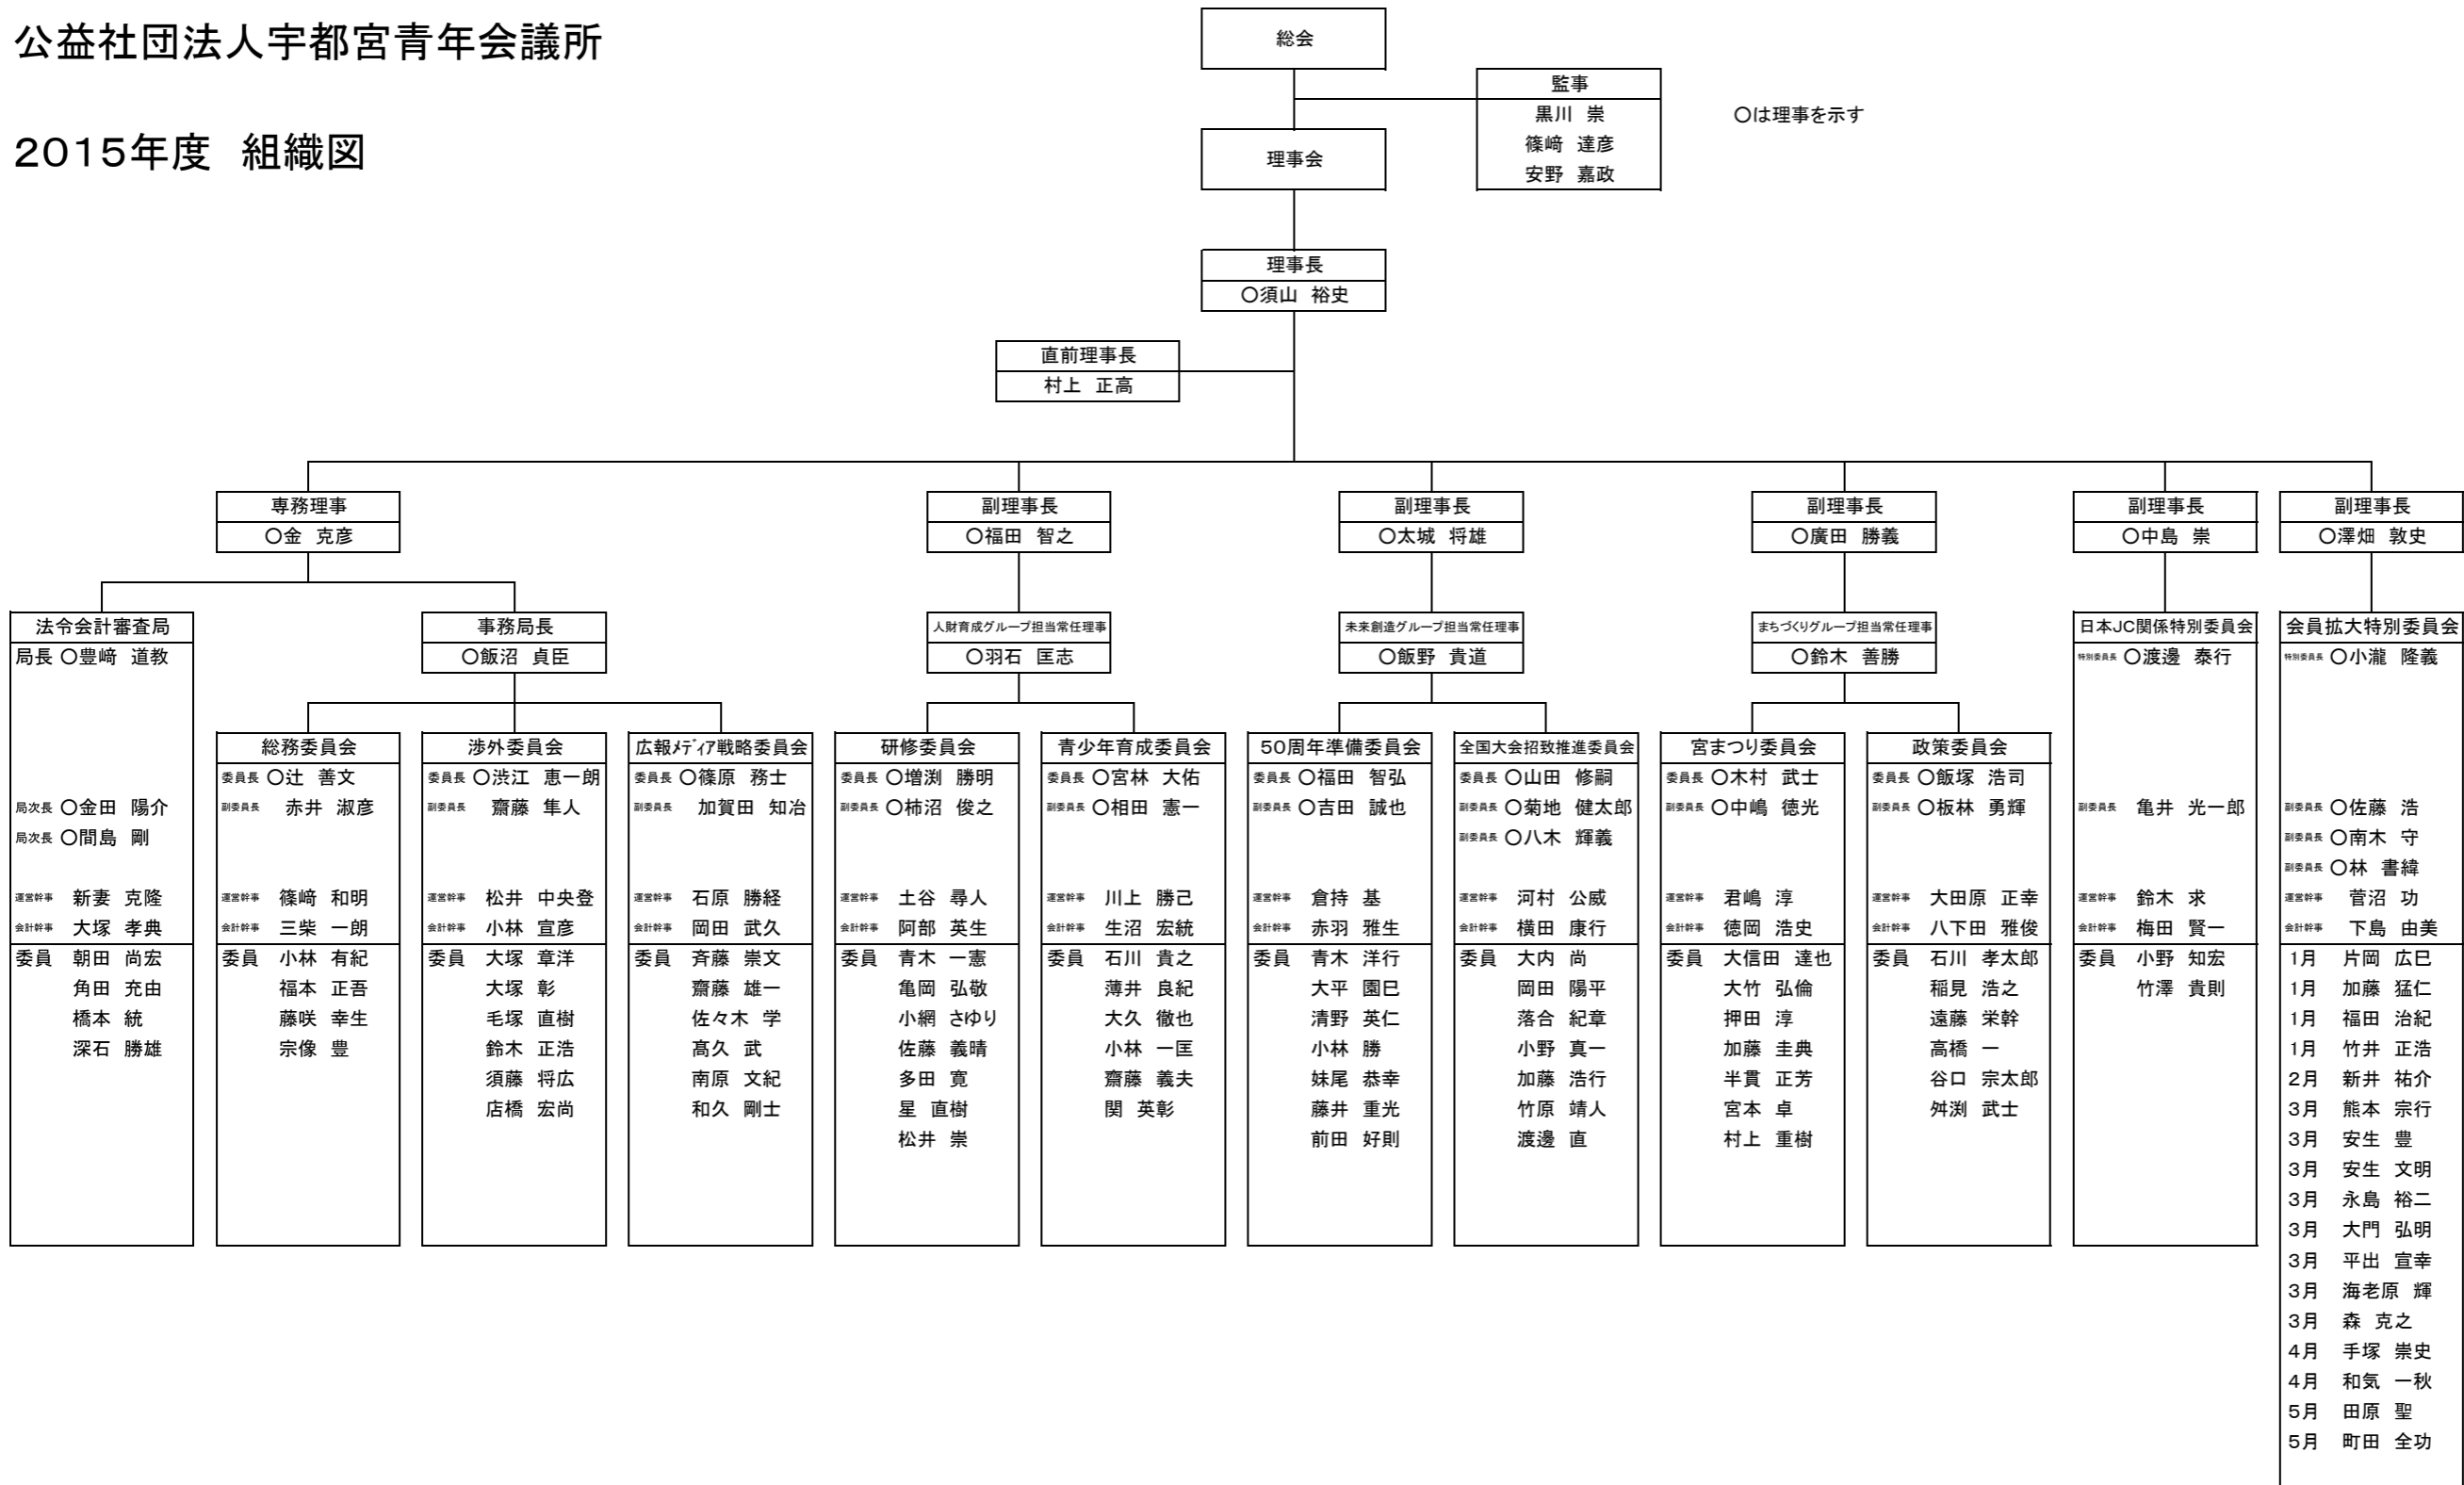 公益社団法人宇都宮青年会議所
2015年度 組織図
総会
監事
黒川 崇
篠﨑 達彦
安野 嘉政
〇は理事を示す
理事会
理事長
〇須山 裕史
直前理事長
村上 正高
専務理事
〇金 克彦
副理事長
〇福田 智之
副理事長
〇太城 将雄
副理事長
〇廣田 勝義
副理事長
〇中島 崇
副理事長
〇澤畑 敦史
法令会計審査局
局長 〇豊﨑 道教
局次長 〇金田 陽介
局次長 〇間島 剛
運営幹事 新妻 克隆
会計幹事 大塚 孝典
委員 朝田 尚宏
角田 充由
橋本 統
深石 勝雄
事務局長
〇飯沼 貞臣
総務委員会
委員長 〇辻 善文
副委員長 赤井 淑彦
運営幹事 篠﨑 和明
会計幹事 三柴 一朗
委員 小林 有紀
福本 正吾
藤咲 幸生
宗像 豊
渉外委員会
委員長 〇渋江 恵一朗
副委員長 齋藤 隼人
運営幹事 松井 中央登
会計幹事 小林 宣彦
委員 大塚 章洋
大塚 彰
毛塚 直樹
鈴木 正浩
須藤 将広
店橋 宏尚
広報メディア戦略委員会
委員長 〇篠原 務士
副委員長 加賀田 知冶
運営幹事 石原 勝経
会計幹事 岡田 武久
委員 斉藤 崇文
齋藤 雄一
佐々木 学
髙久 武
南原 文紀
和久 剛士
人財育成グループ担当常任理事
〇羽石 匡志
研修委員会
委員長 〇増渕 勝明
副委員長 〇柿沼 俊之
運営幹事 土谷 尋人
会計幹事 阿部 英生
委員 青木 一憲
亀岡 弘敬
小網 さゆり
佐藤 義晴
多田 寛
星 直樹
松井 崇
青少年育成委員会
委員長 〇宮林 大佑
副委員長 〇相田 憲一
運営幹事 川上 勝己
会計幹事 生沼 宏統
委員 石川 貴之
薄井 良紀
大久 徹也
小林 一匡
齋藤 義夫
関 英彰
未来創造グループ担当常任理事
〇飯野 貴道
50周年準備委員会
委員長 〇福田 智弘
副委員長 〇吉田 誠也
運営幹事 倉持 基
会計幹事 赤羽 雅生
委員 青木 洋行
大平 園巳
清野 英仁
小林 勝
妹尾 恭幸
藤井 重光
前田 好則
全国大会招致推進委員会
委員長 〇山田 修嗣
副委員長 〇菊地 健太郎
副委員長 〇八木 輝義
運営幹事 河村 公威
会計幹事 横田 康行
委員 大内 尚
岡田 陽平
落合 紀章
小野 真一
加藤 浩行
竹原 靖人
渡邊 直
まちづくりグループ担当常任理事
〇鈴木 善勝
宮まつり委員会
委員長 〇木村 武士
副委員長 〇中嶋 徳光
運営幹事 君嶋 淳
会計幹事 徳岡 浩史
委員 大信田 達也
大竹 弘倫
押田 淳
加藤 圭典
半貫 正芳
宮本 卓
村上 重樹
政策委員会
委員長 〇飯塚 浩司
副委員長 〇板林 勇輝
運営幹事 大田原 正幸
会計幹事 八下田 雅俊
委員 石川 孝太郎
稲見 浩之
遠藤 栄幹
高橋 一
谷口 宗太郎
舛渕 武士
日本JC関係特別委員会
特別委員長 〇渡邊 泰行
副委員長 亀井 光一郎
運営幹事 鈴木 求
会計幹事 梅田 賢一
委員 小野 知宏
竹澤 貴則
会員拡大特別委員会
特別委員長 〇小瀧 隆義
副委員長 〇佐藤 浩
副委員長 〇南木 守
副委員長 〇林 書緯
運営幹事 菅沼 功
会計幹事 下島 由美
1月 片岡 広巳
1月 加藤 猛仁
1月 福田 治紀
1月 竹井 正浩
2月 新井 祐介
3月 熊本 宗行
3月 安生 豊
3月 安生 文明
3月 永島 裕二
3月 大門 弘明
3月 平出 宣幸
3月 海老原 輝
3月 森 克之
4月 手塚 崇史
4月 和気 一秋
5月 田原 聖
5月 町田 全功